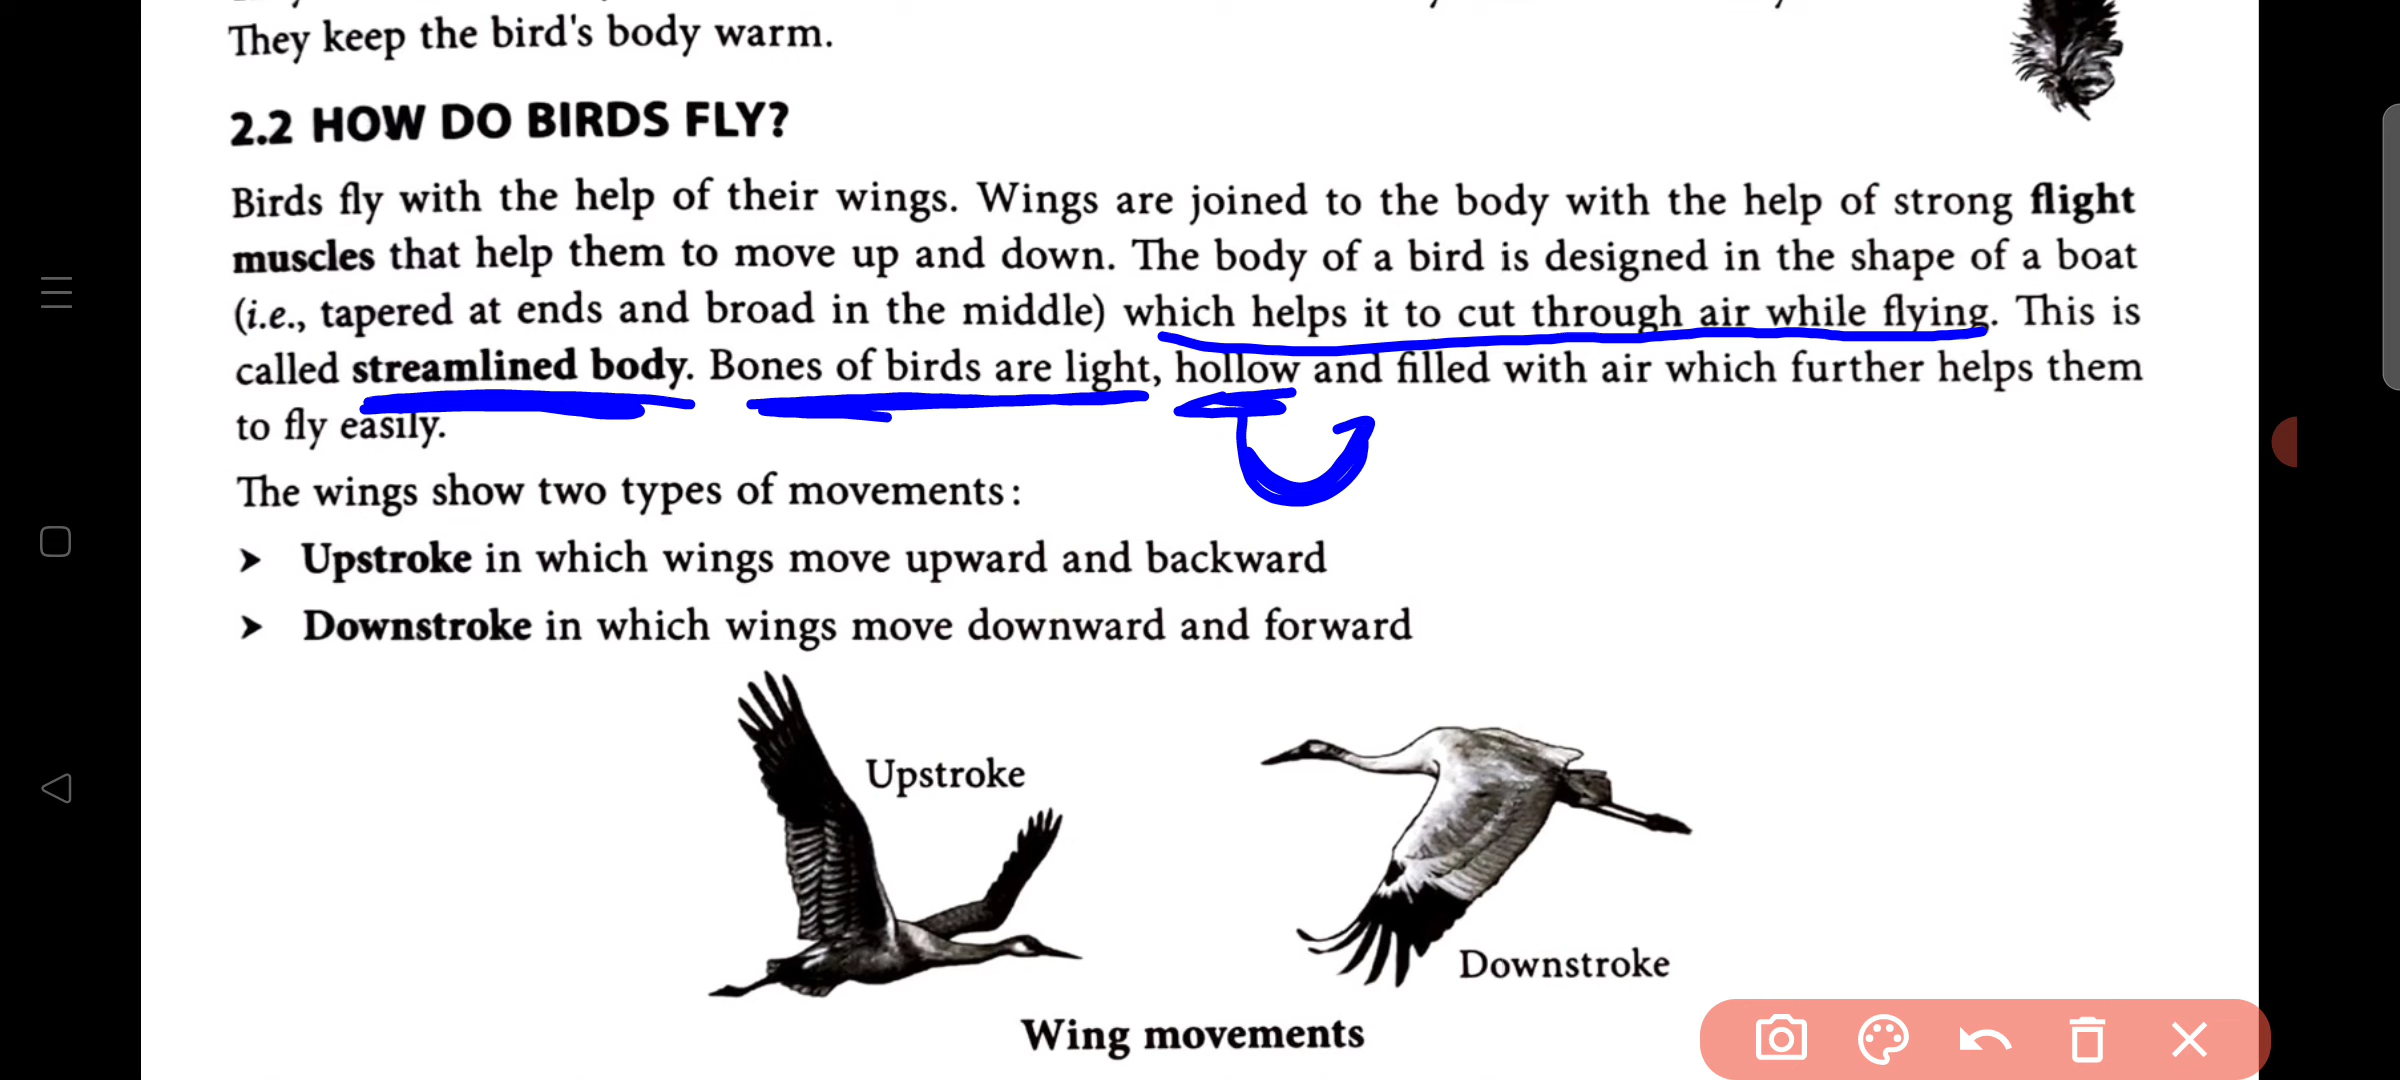 They keep the bird's body warm.
2.2 HOW DO BIRDS FLY?
Birds fly with the help of their wings. Wings are joined to the body with the help of strong flight
muscles that help them to move up and down. The body of a bird is designed in the shape of a boat
(i.e., tapered at ends and broad in the middle) which helps it to cut through air while flying. This is
called streamlined body. Bones of birds are light, hollow and filled with air which further helps them
to fly easily.
The wings show two types of movements:
➤ Upstroke in which wings move upward and backward
➤ Downstroke in which wings move downward and forward
Upstroke
Downstroke
Wing movements